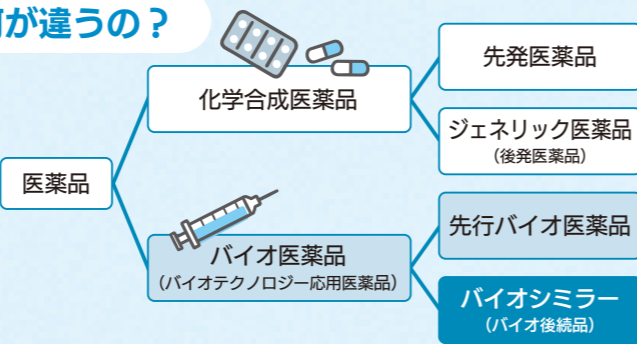 が違うの？
医薬品
化学合成医薬品
先発医薬品
ジェネリック医薬品
（後発医薬品）
バイオ医薬品
（バイオテクノロジー応用医薬品）
先行バイオ医薬品
バイオシミラー
（バイオ後続品）